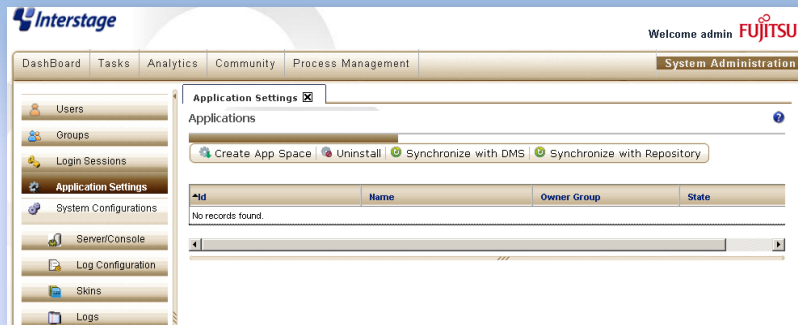 Interstage
Welcome admin FUJITSU
DashBoard Tasks Analytics Community Process Management System Administration
Application Settings
Users
Applications
Groups
Create App Space Uninstall Synchronize with DMS Synchronize with Repository
Login Sessions
Application Settings
Id Name Owner Group State
System Configurations
No records found.
Server/Console
Log Configuration
Skins
Logs